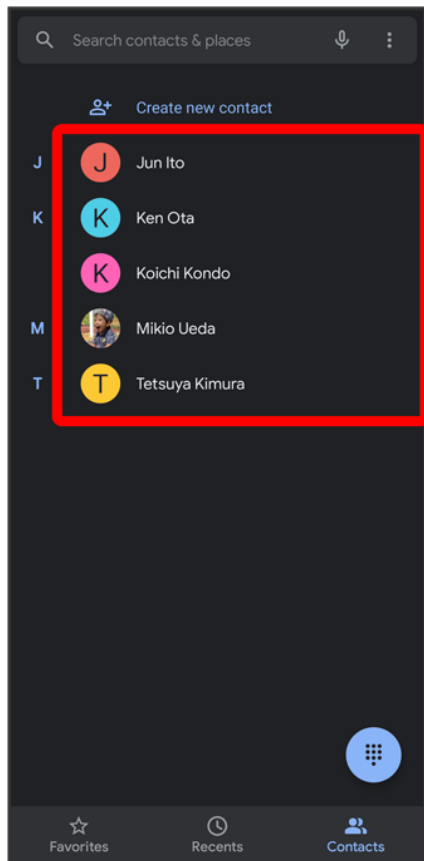 Search contacts & places
Create new contact
J
J
Jun Ito
K
K
Ken Ota
K
Koichi Kondo
M
Mikio Ueda
T
T
Tetsuya Kimura
Favorites
Recents
Contacts